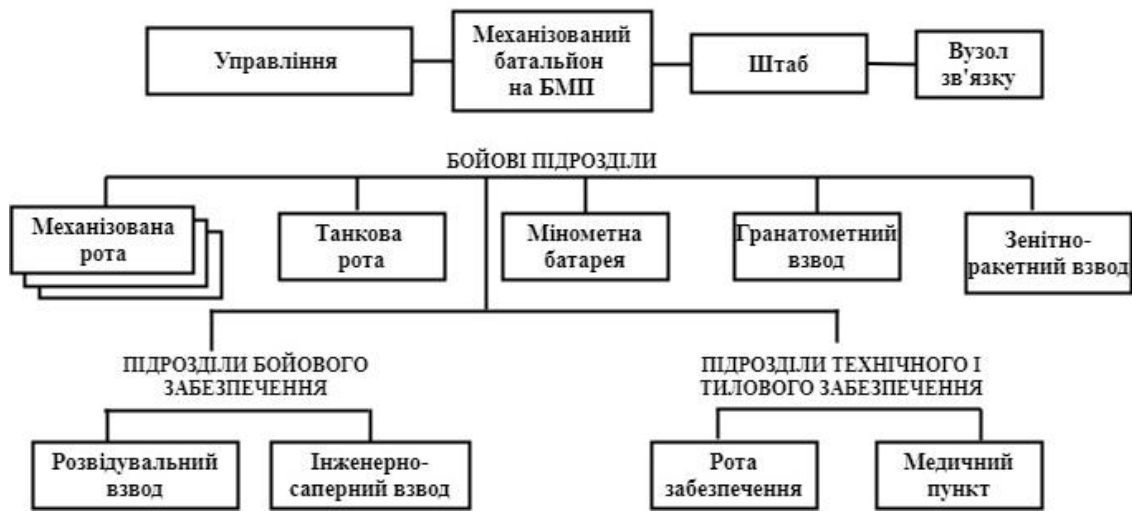 Управління
Механізований
батальйон
на БМП
Штаб
Вузол
зв'язку
БОЙОВІ ПІДРОЗДІЛИ
Механізована
рота
Танкова
рота
Мінометна
батарея
Гранатометний
взвод
Зенітно-
ракетний взвод
ПІДРОЗДІЛИ БОЙОВОГО
ЗАБЕЗПЕЧЕННЯ
ПІДРОЗДІЛИ ТЕХНІЧНОГО І
ТИЛОВОГО ЗАБЕЗПЕЧЕННЯ
Розвідувальний
взвод
Інженерно-
саперний взвод
Рота
забезпечення
Медичний
пункт